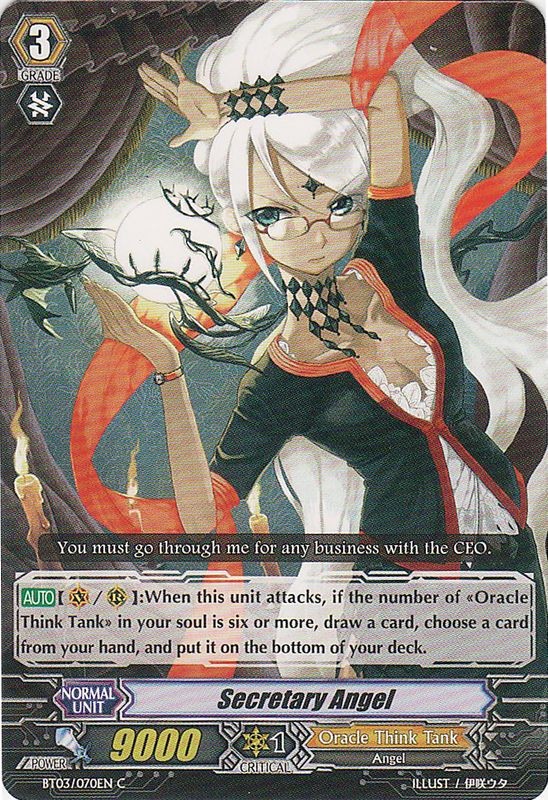 3
GRADE
You must go through me for any business with the CEO.
AUTO【 V / R 】:When this unit attacks, if the number of «Oracle
Think Tank» in your soul is six or more, draw a card, choose a card
from your hand, and put it on the bottom of your deck.
NORMAL
UNIT
Secretary Angel
POWER
9000
1
CRITICAL
Oracle Think Tank
Angel
BT03/070EN C
ILLUST / 伊咲ウタ